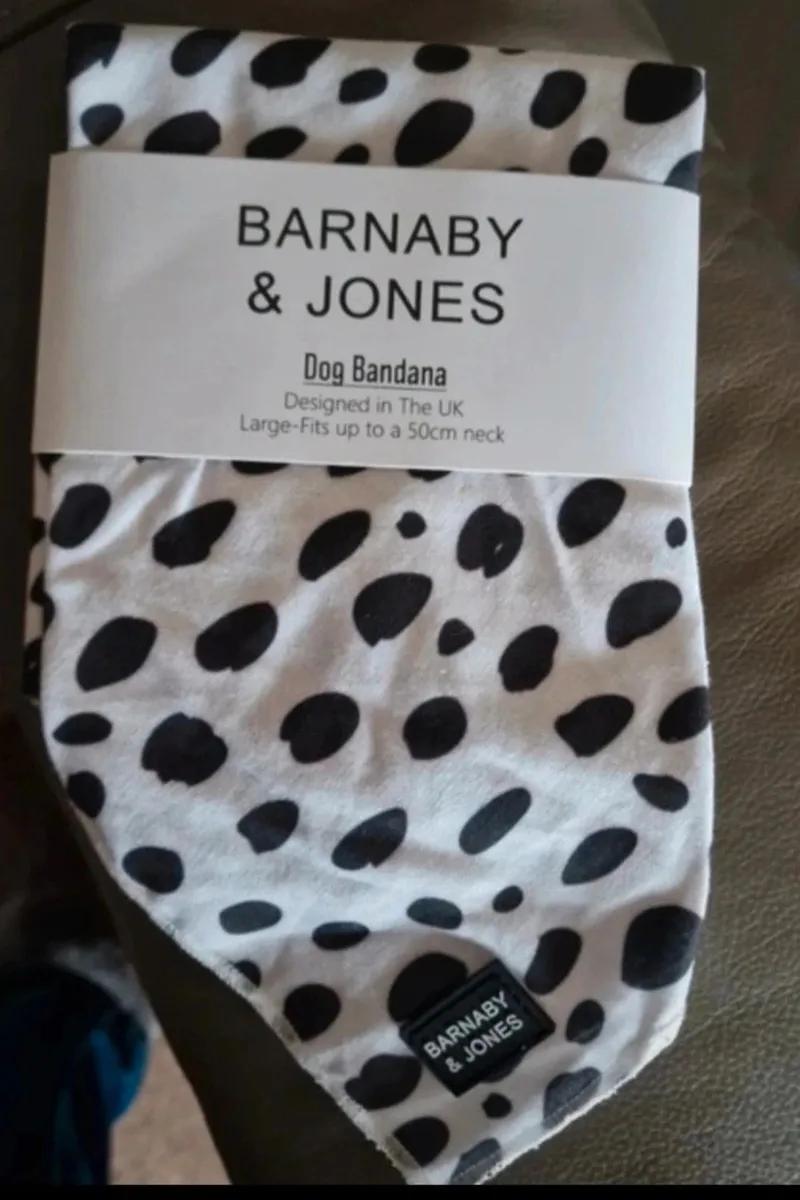 BARNABY
& JONES
Dog Bandana
Designed in The UK
Large-Fits up to a 50cm neck
BARNABY
& JONES